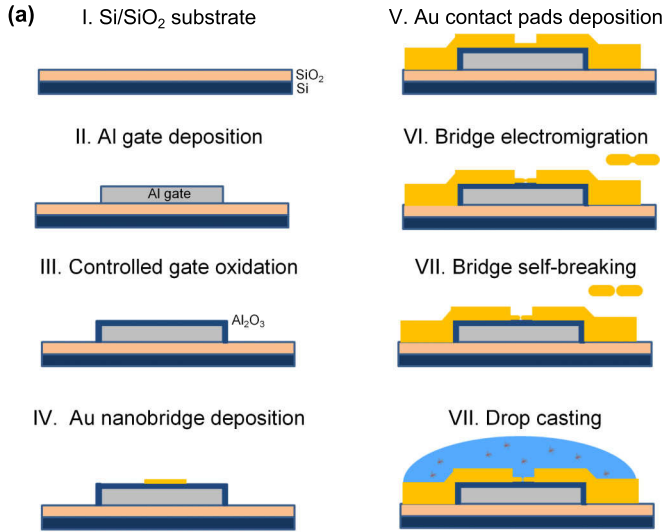 (a)
I. Si/SiO₂ substrate
SiO₂
Si
II. Al gate deposition
Al gate
III. Controlled gate oxidation
Al₂O₃
IV. Au nanobridge deposition
V. Au contact pads deposition
VI. Bridge electromigration
VII. Bridge self-breaking
VII. Drop casting